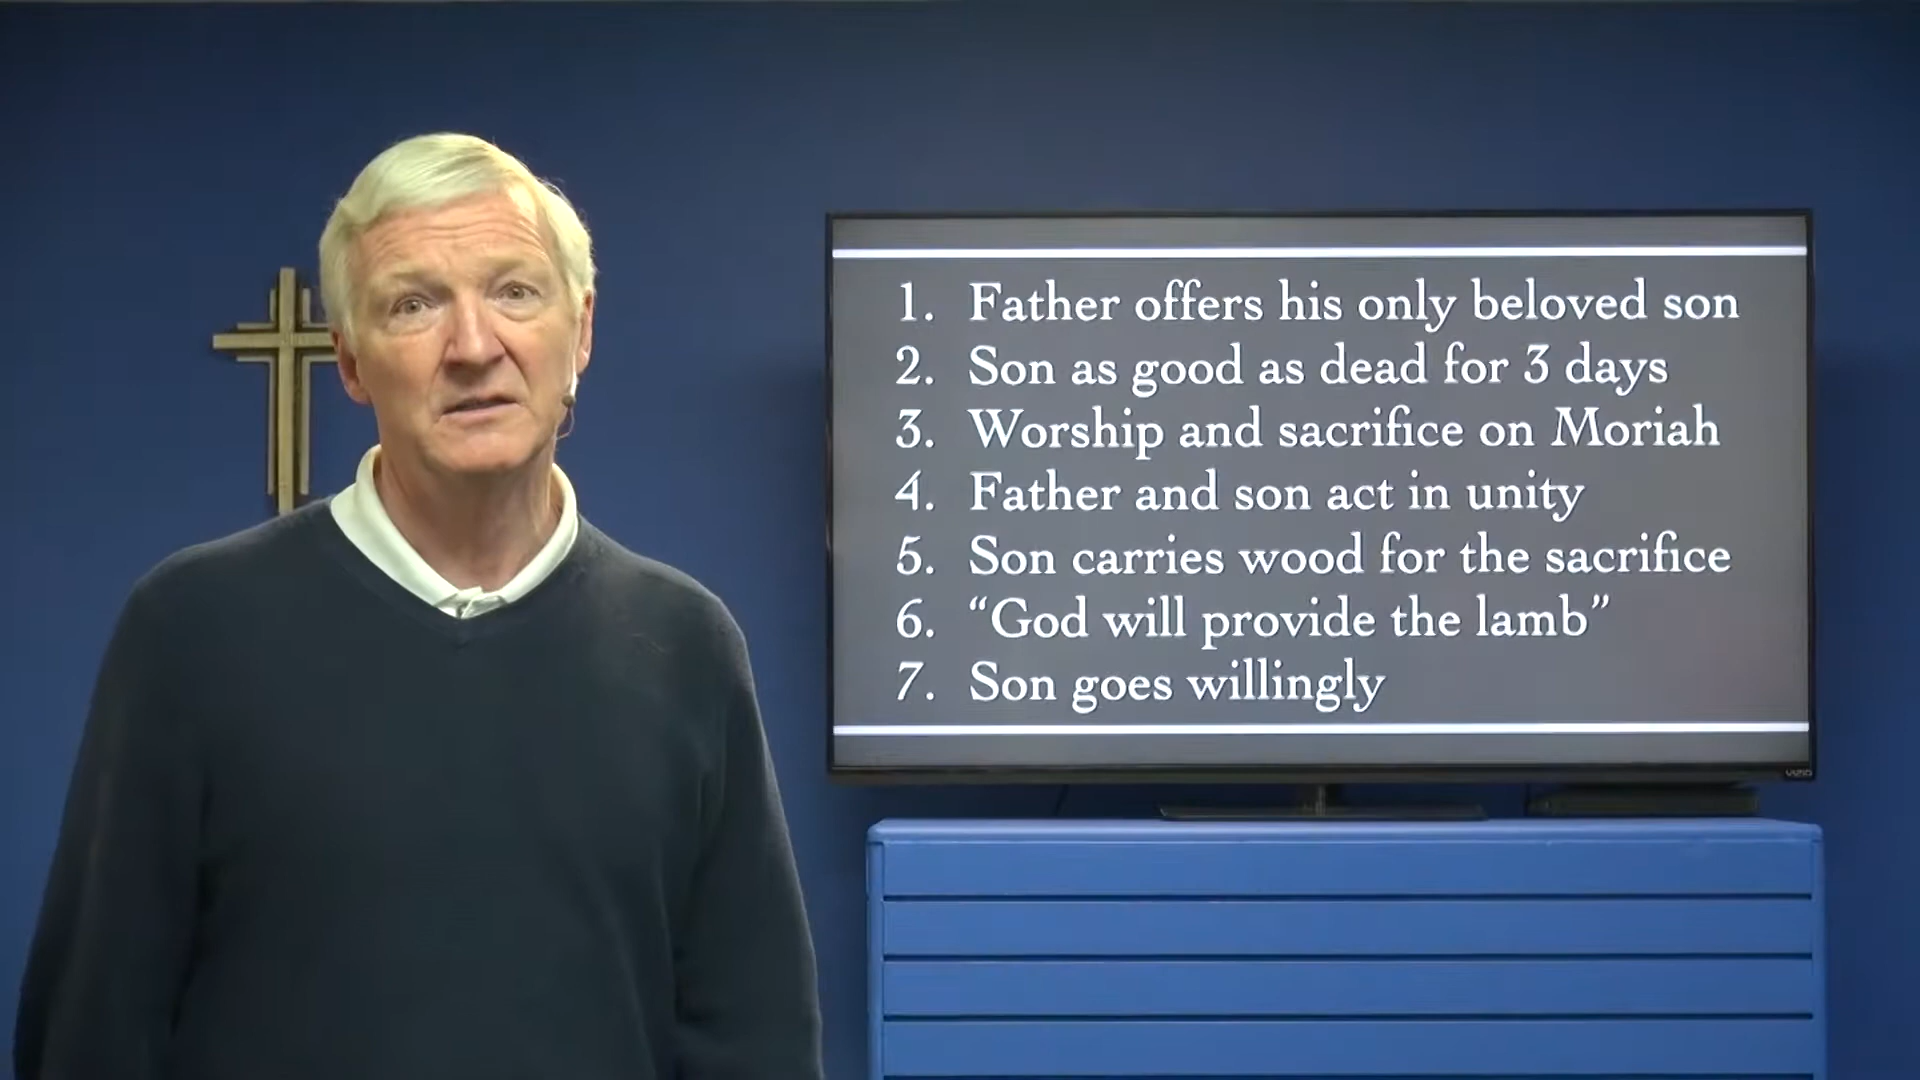 1. Father offers his only beloved son
2. Son as good as dead for 3 days
3. Worship and sacrifice on Moriah
4. Father and son act in unity
5. Son carries wood for the sacrifice
6. “God will provide the lamb”
7. Son goes willingly
VIZIO